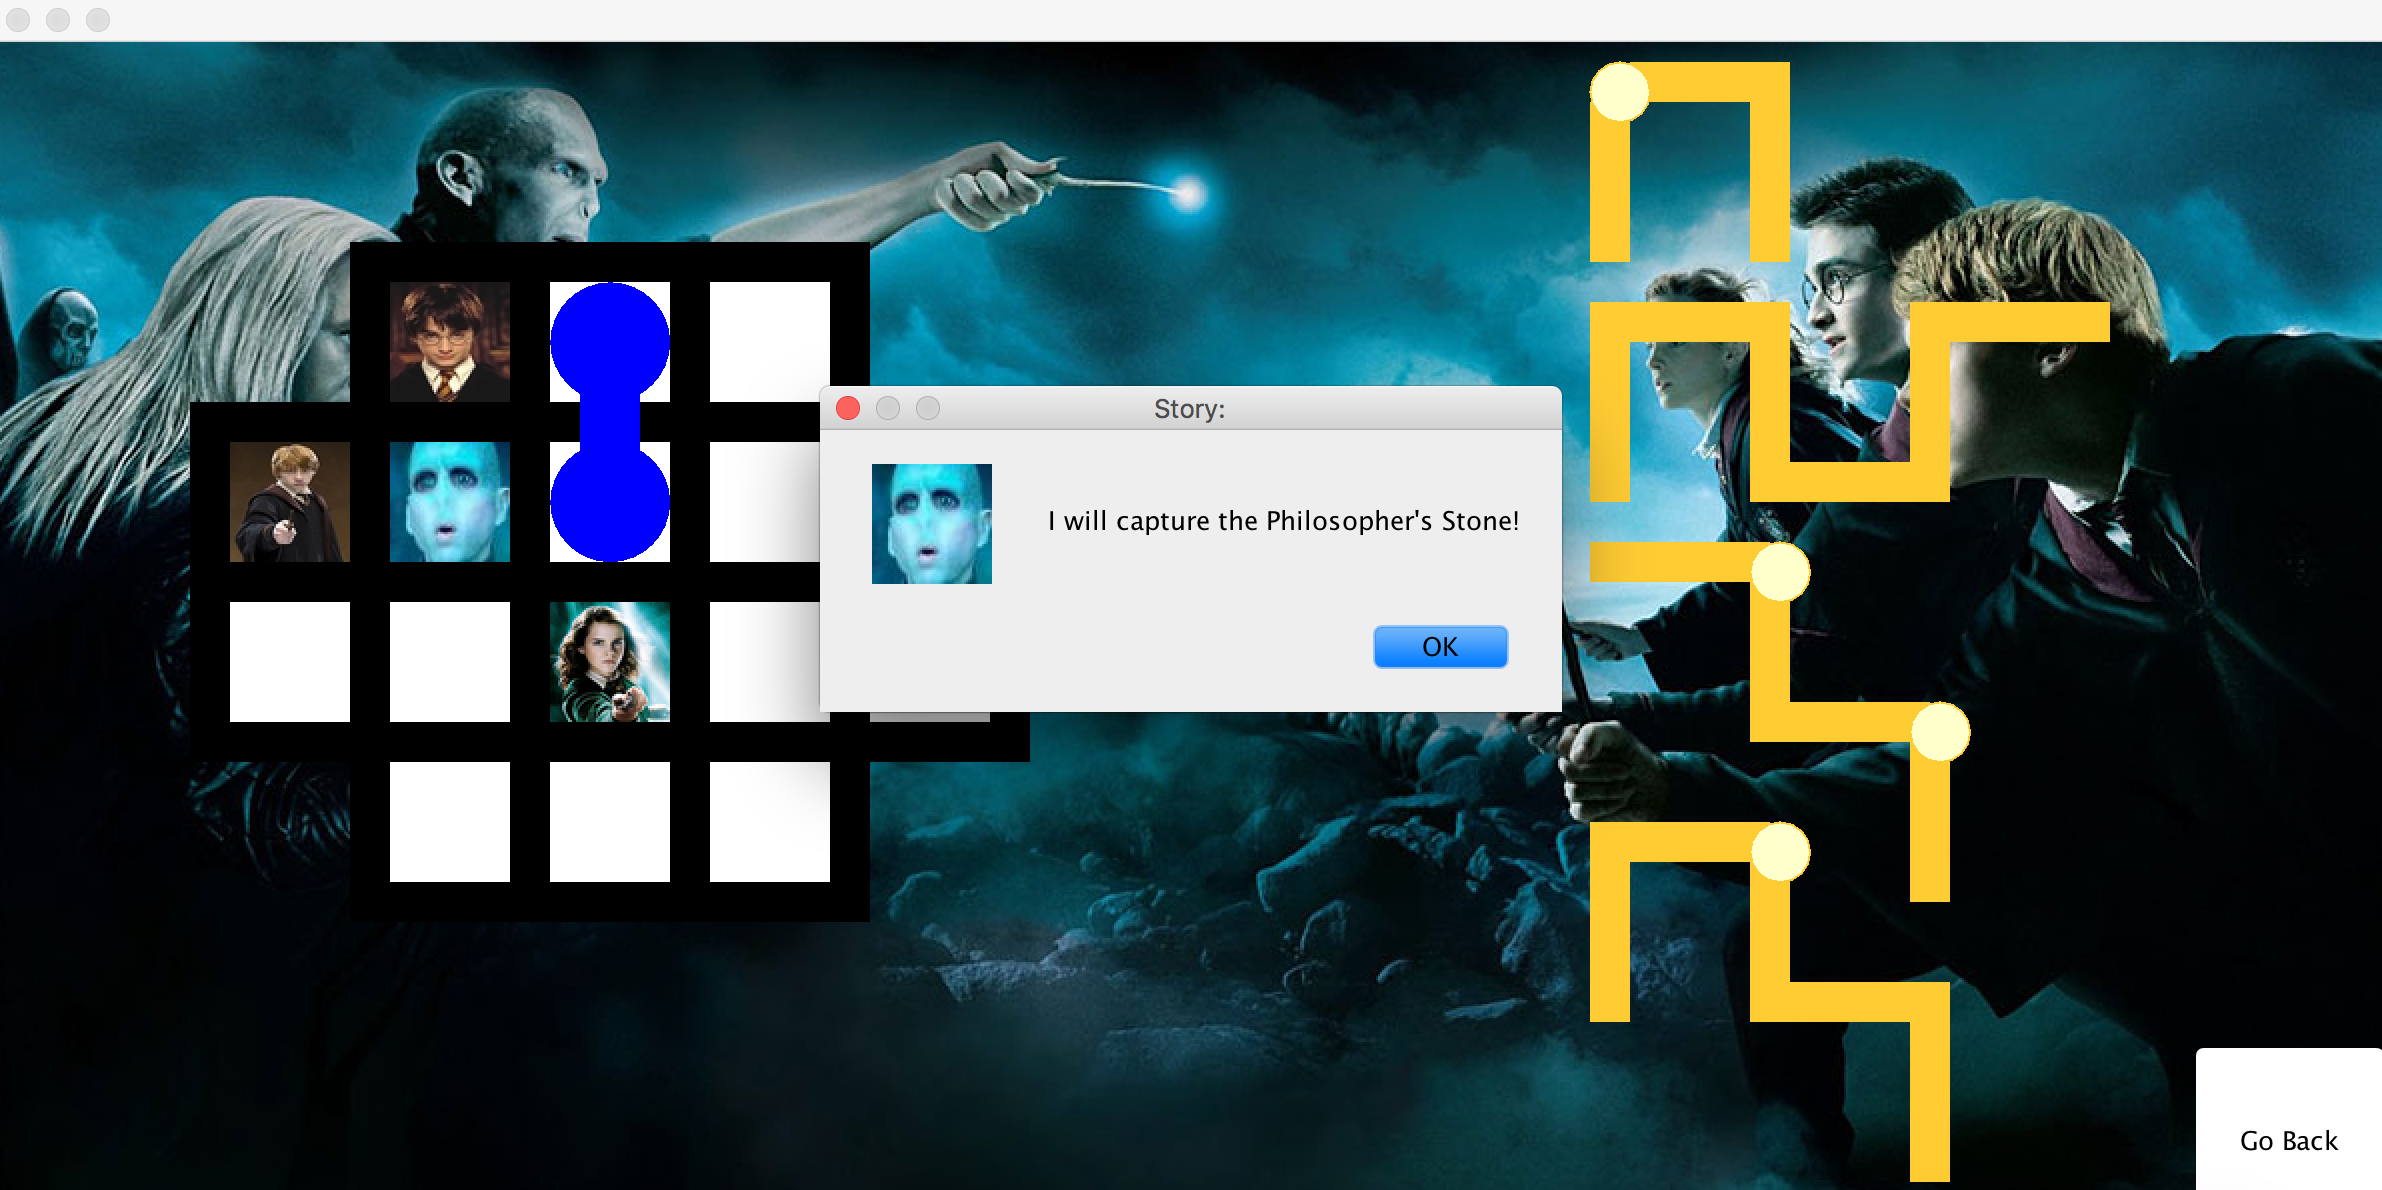 Story:
I will capture the Philosopher's Stone!
OK
Go Back